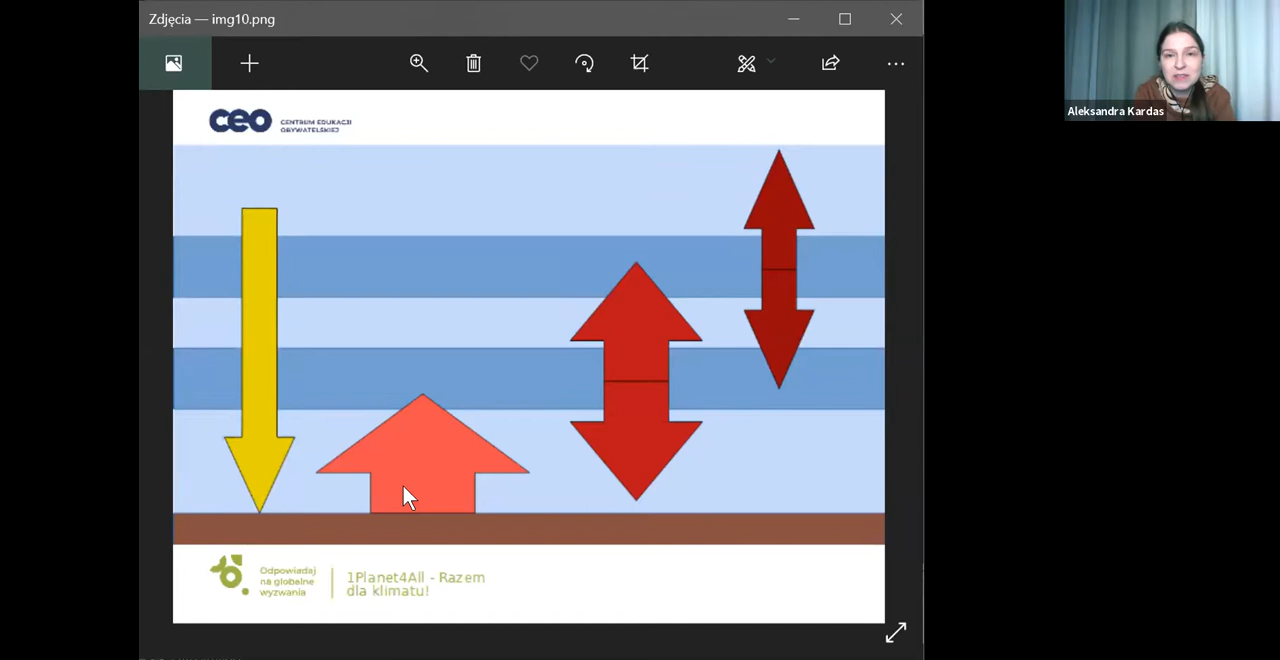 Zdjęcia — img10.png
Aleksandra Kardas
ceo
CENTRUM EDUKACJI
OBYWATELSKIEJ
Odpowiadaj
na globalne
wyzwania
1Planet4All - Razem
dla klimatu!